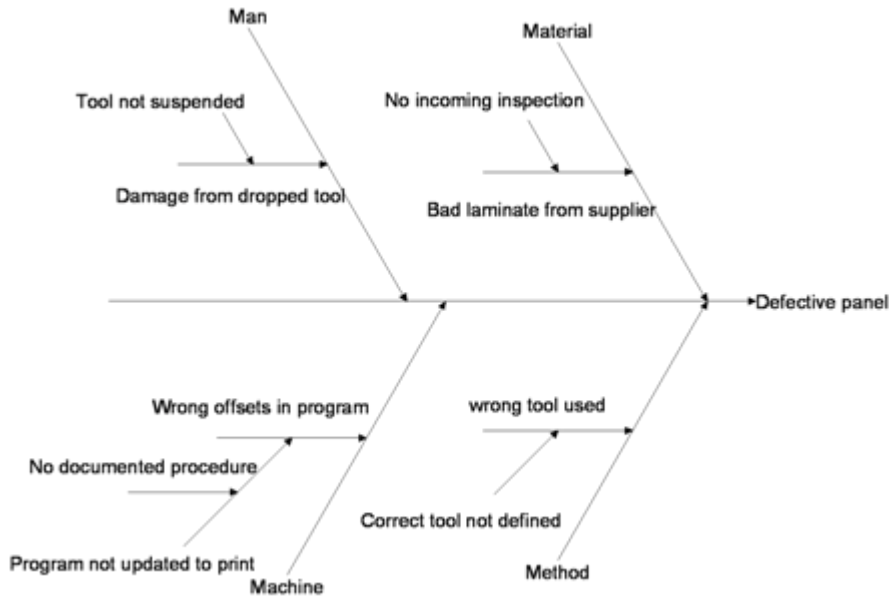 Man
Material
Tool not suspended
No incoming inspection
Damage from dropped tool
Bad laminate from supplier
Defective panel
Wrong offsets in program
wrong tool used
No documented procedure
Correct tool not defined
Program not updated to print
Machine
Method